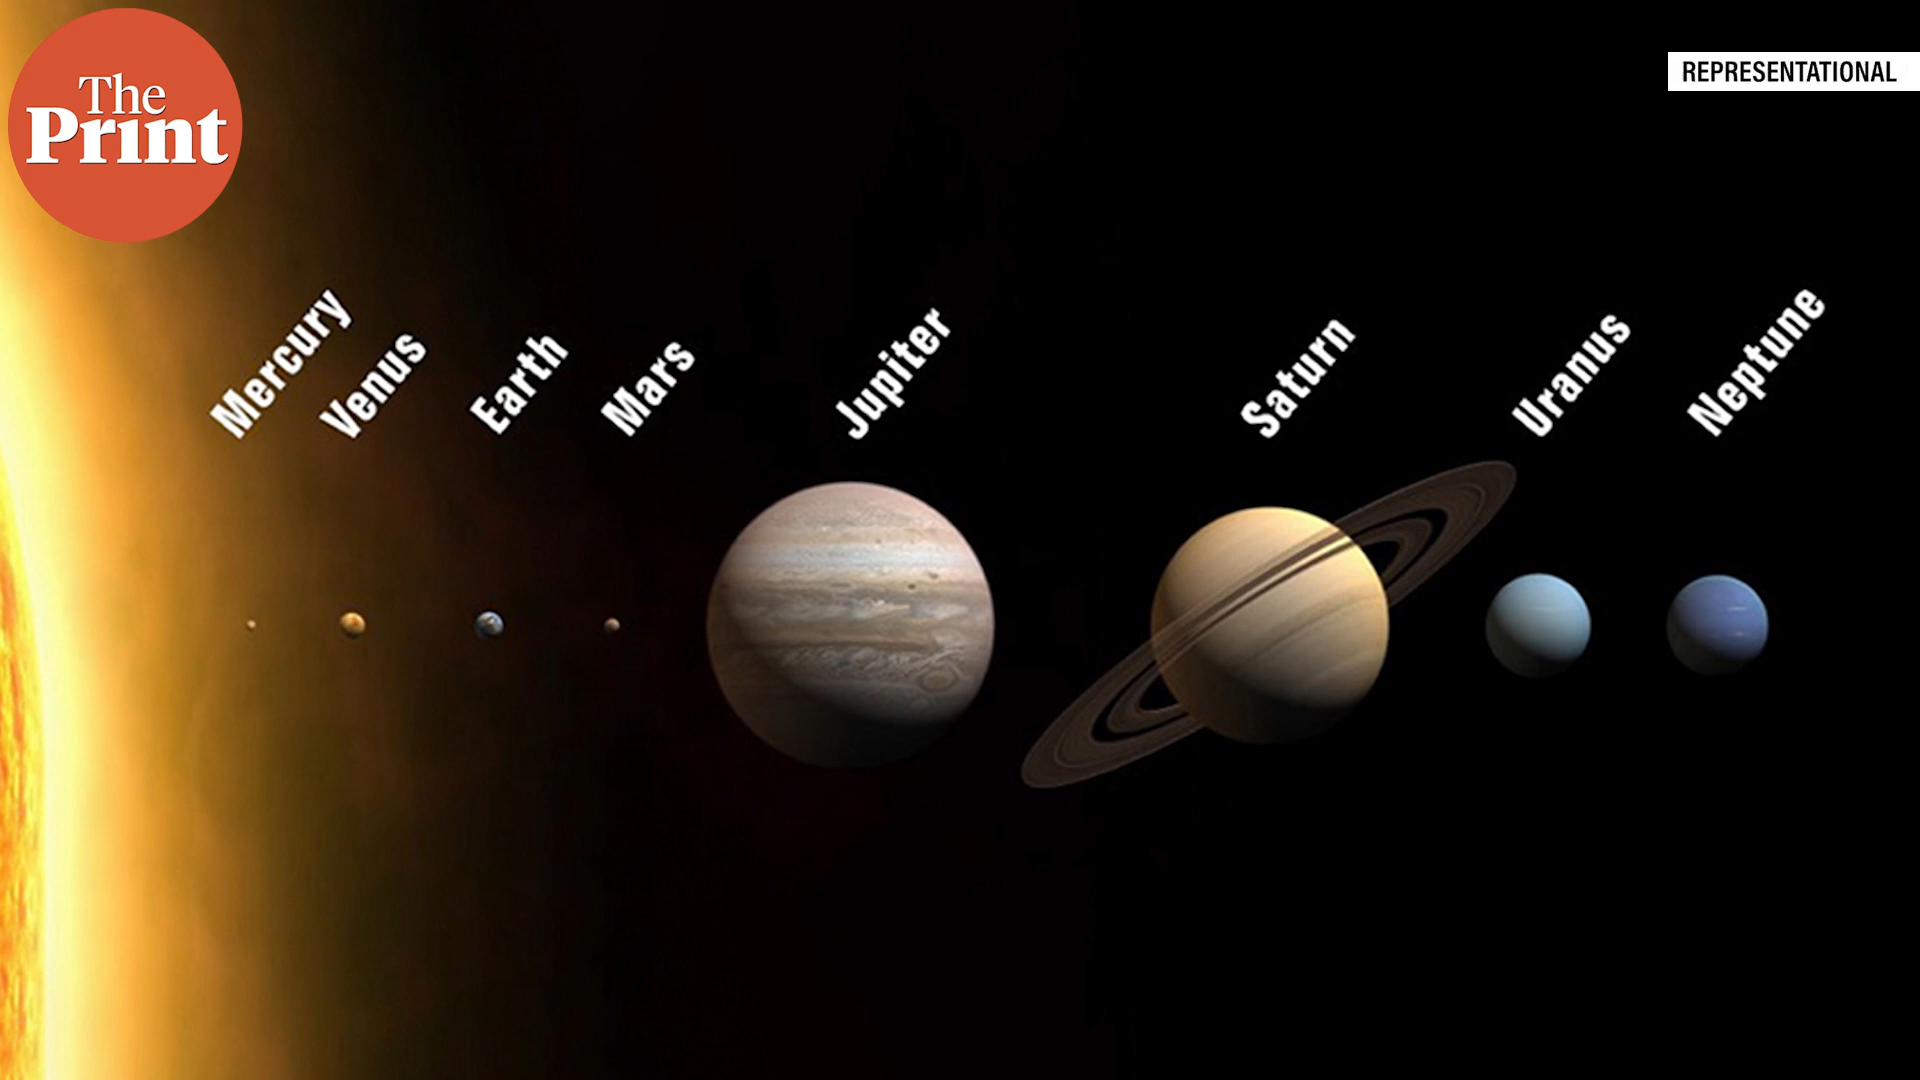 The
Print
REPRESENTATIONAL
Mercury
Venus
Earth
Mars
Jupiter
Saturn
Uranus
Neptune